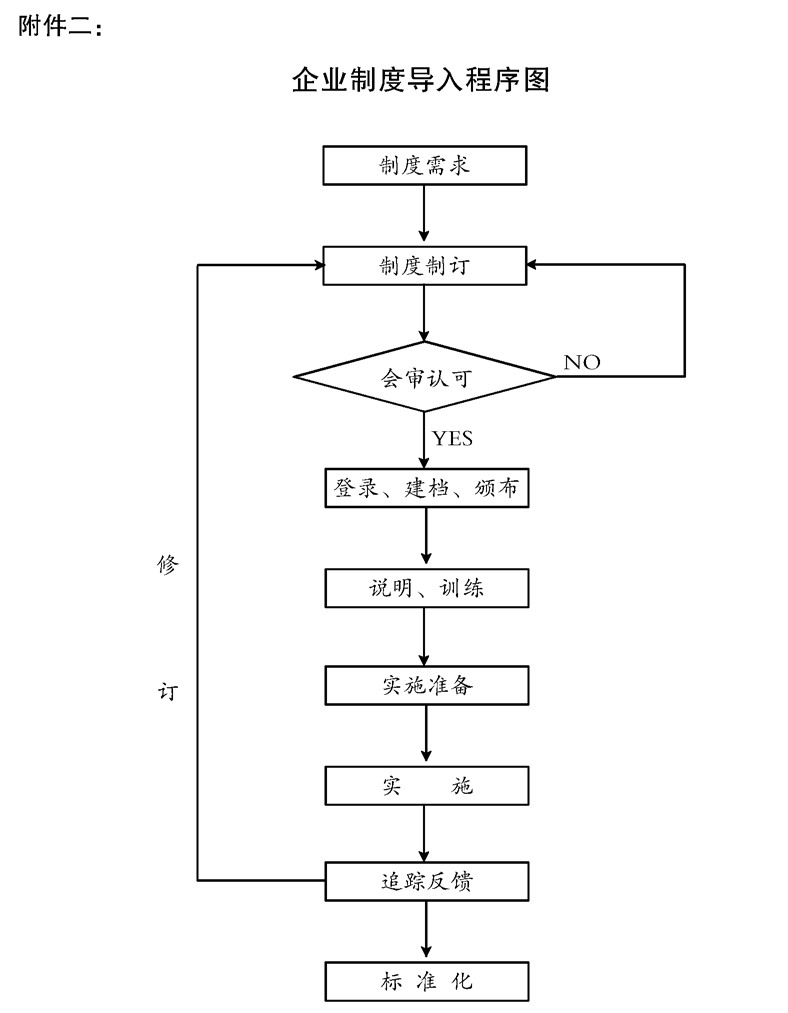 附件二：
企业制度导入程序图
制度需求
制度制订
会审认可
NO
YES
登录、建档、颁布
说明、训练
实施准备
实 施
追踪反馈
标 准 化
修
订